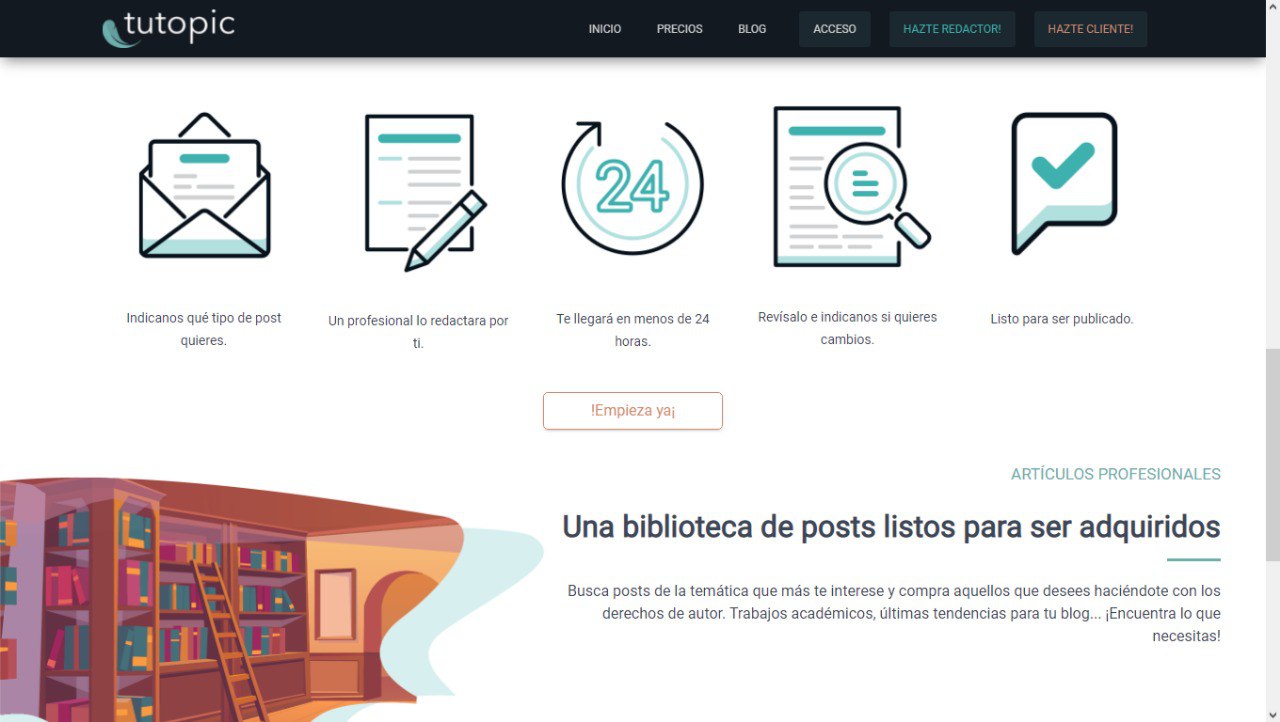 tutopic
INICIO PRECIOS BLOG ACCESO HAZTE REDACTOR! HAZTE CLIENTE!
24
Indicanos qué tipo de post
quieres.
Un profesional lo redactara por
ti.
Te llegará en menos de 24
horas.
Revísalo e indicanos si quieres
cambios.
Listo para ser publicado.
!Empieza ya¡
ARTÍCULOS PROFESIONALES
Una biblioteca de posts listos para ser adquiridos
Busca posts de la temática que más te interese y compra aquellos que desees haciéndote con los
derechos de autor. Trabajos académicos, últimas tendencias para tu blog... ¡Encuentra lo que
necesitas!